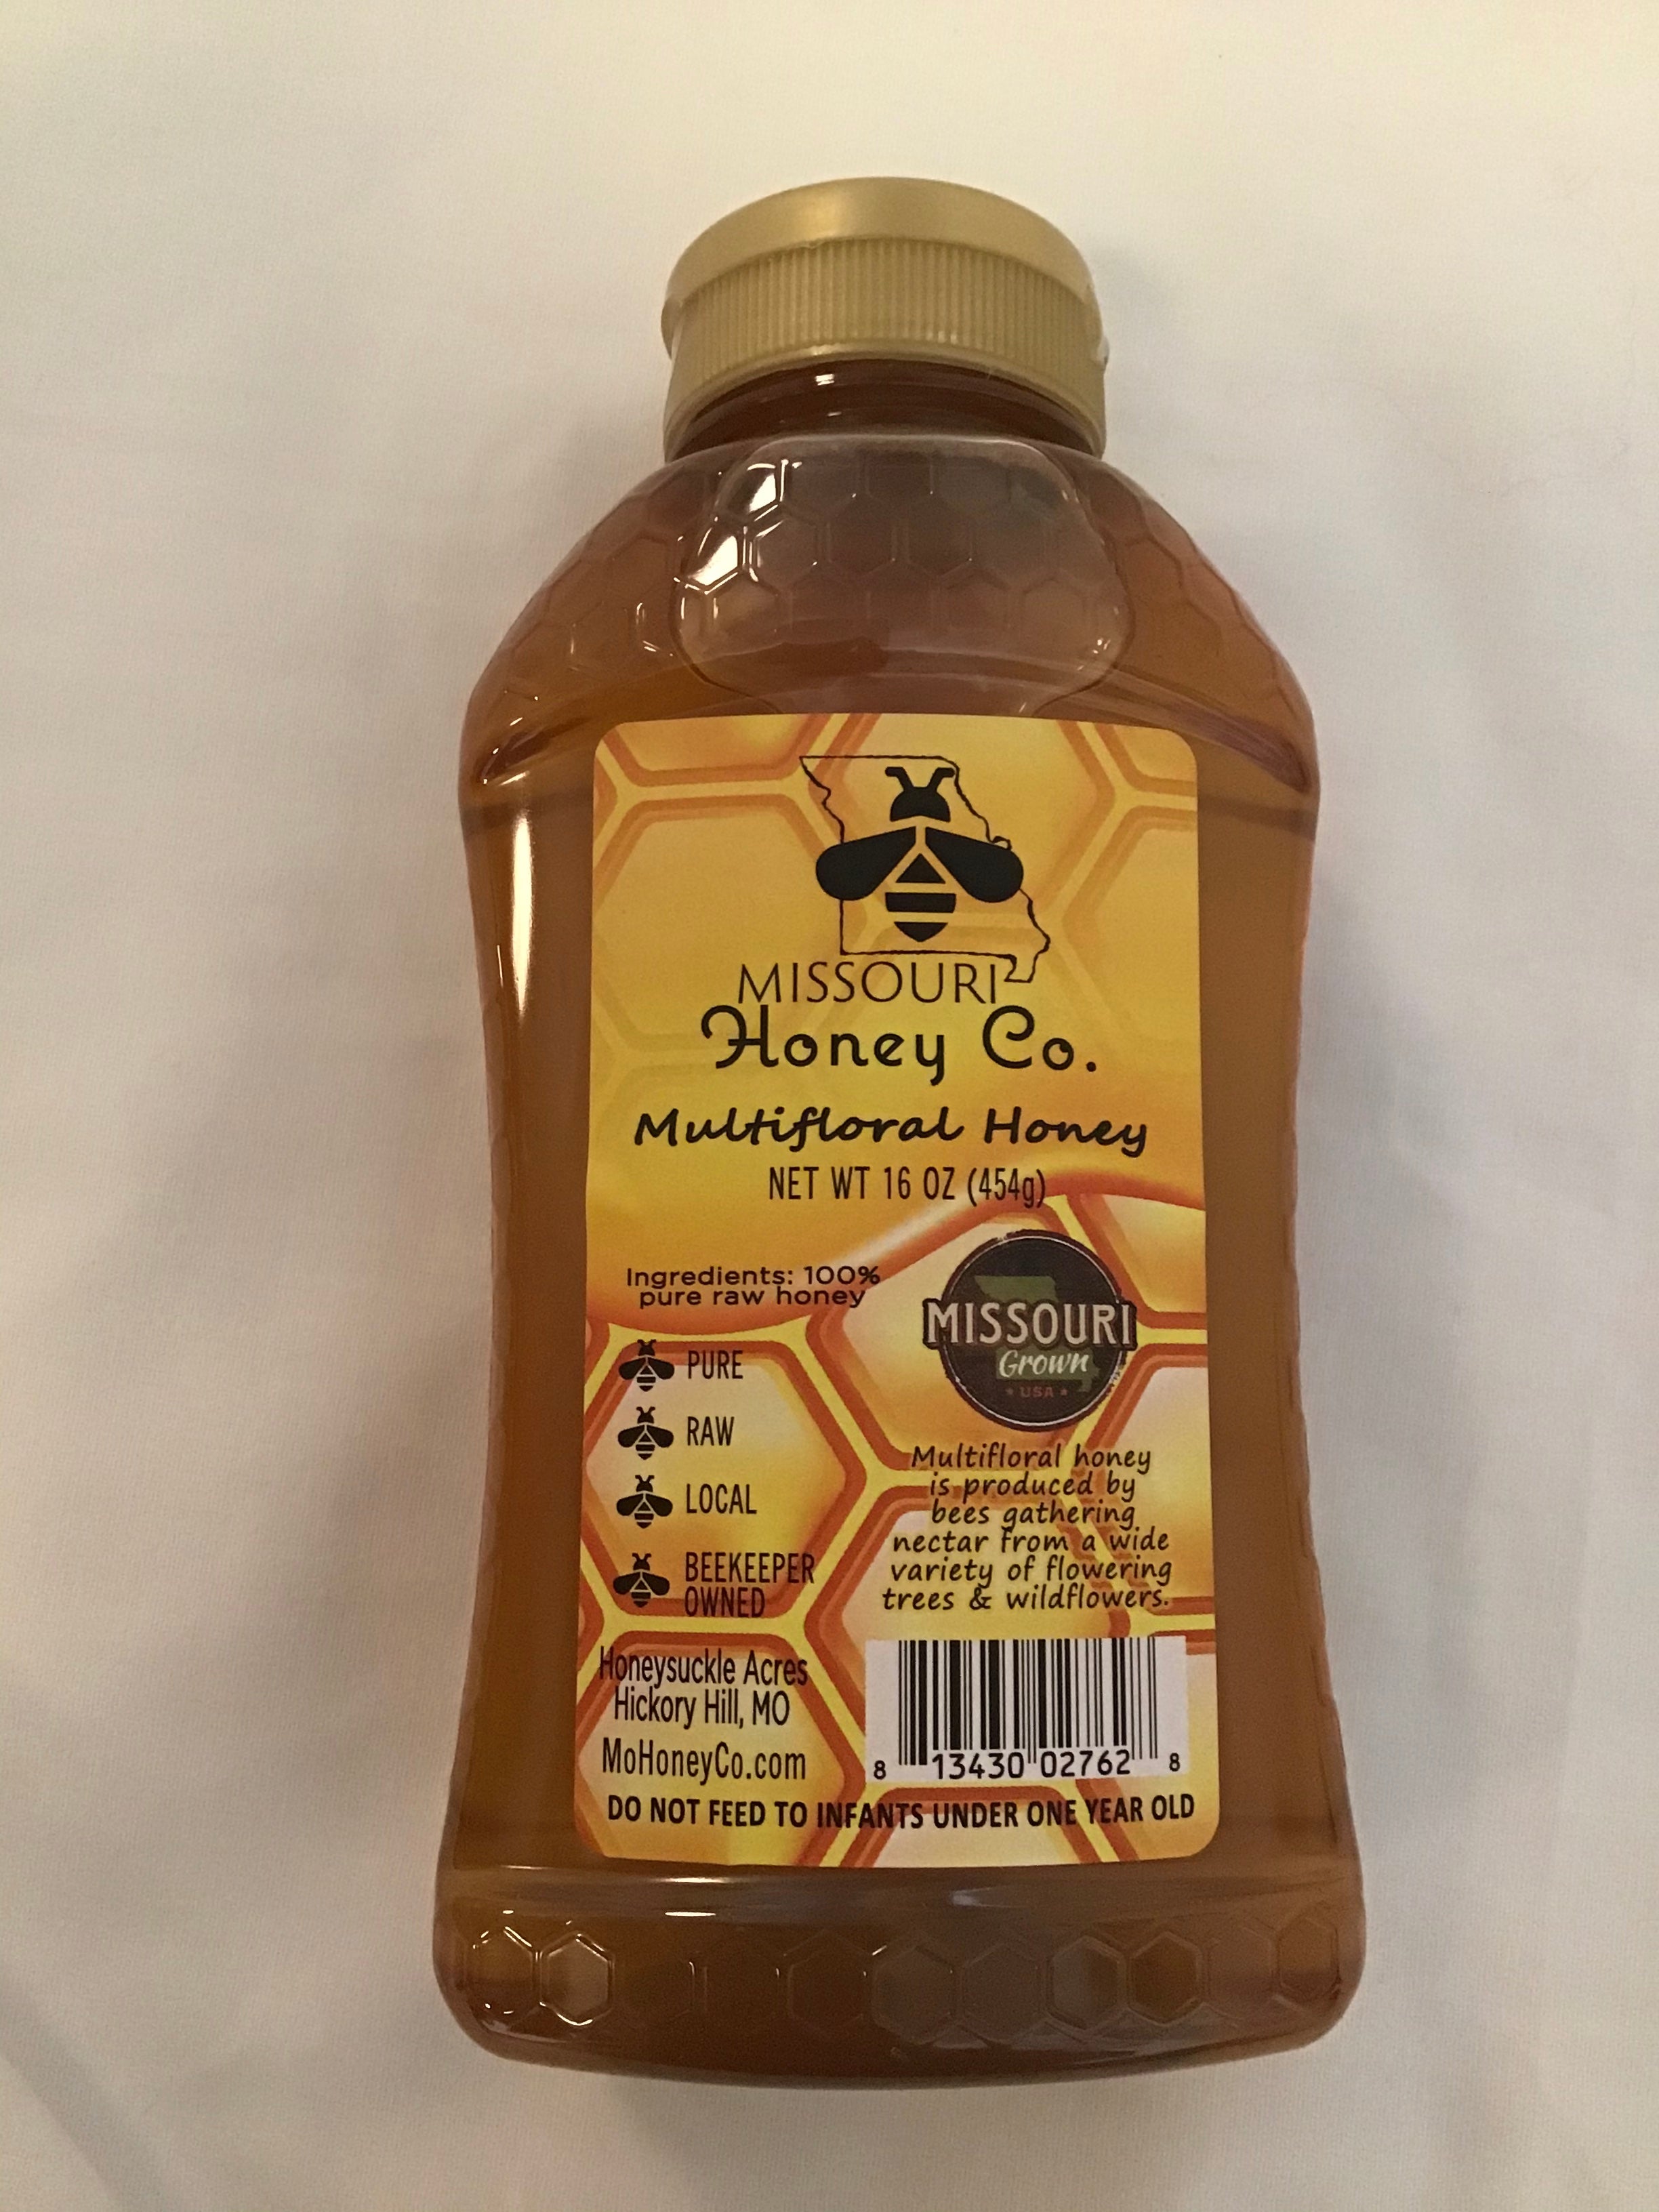 MISSOURI
Honey Co.
Multifloral Honey
NET WT 16 OZ (454g)
Ingredients: 100%
pure raw honey
PURE
RAW
LOCAL
BEEKEEPER
OWNED
MISSOURI
Grown
USA
Multifloral honey
is produced by
bees gathering
nectar from a wide
variety of flowering
trees & wildflowers.
Honeysuckle Acres
Hickory Hill, MO
MoHoneyCo.com
8 13430 02762 8
DO NOT FEED TO INFANTS UNDER ONE YEAR OLD